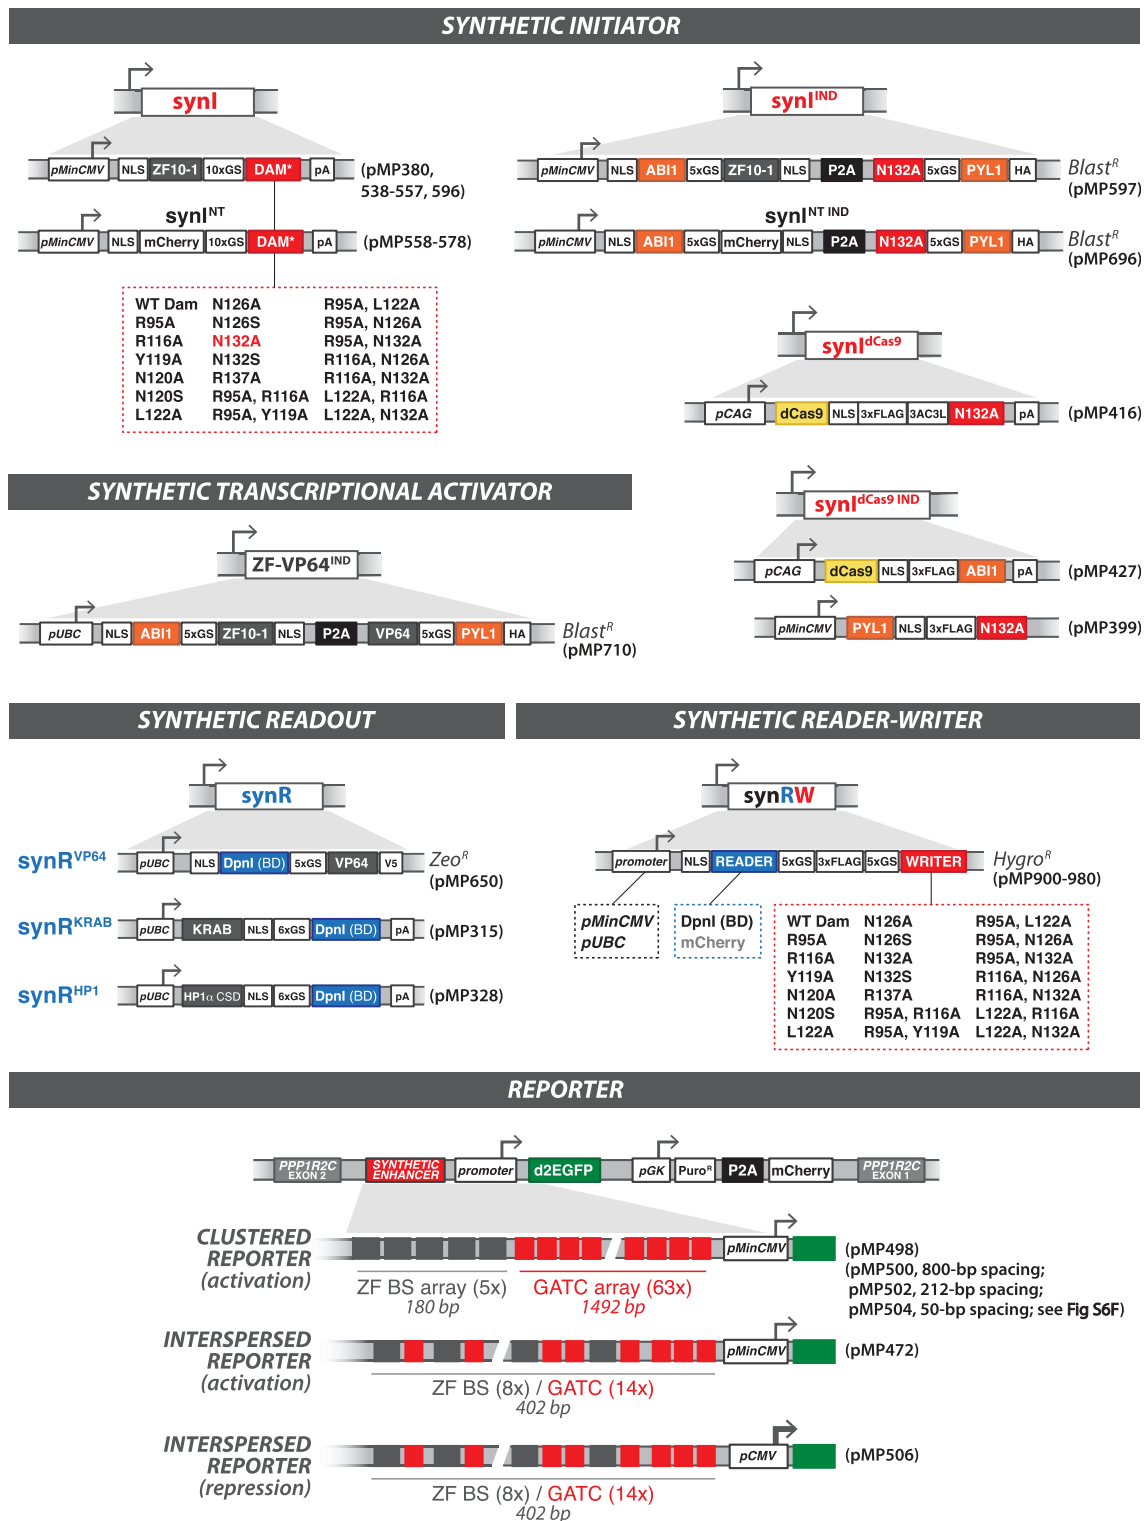 SYNTHETIC INITIATOR
synI
pMinCMV NLS ZF10-1 10xGS DAM* pA
(pMP380,
538-557, 596)
synI^NT
pMinCMV NLS mCherry 10xGS DAM* pA
(pMP558-578)
WT Dam N126A R95A, L122A
R95A N126S R95A, N126A
R116A N132A R95A, N132A
Y119A N132S R116A, N126A
N120A R137A R116A, N132A
N120S R95A, R116A L122A, R116A
L122A R95A, Y119A L122A, N132A
synI^IND
pMinCMV NLS ABI1 5xGS ZF10-1 NLS P2A N132A 5xGS PYL1 HA
Blast^R
(pMP597)
synI^NT IND
pMinCMV NLS ABI1 5xGS mCherry NLS P2A N132A 5xGS PYL1 HA
Blast^R
(pMP696)
synI^dCas9
pCAG dCas9 NLS 3xFLAG 3AC3L N132A pA
(pMP416)
synI^dCas9 IND
pCAG dCas9 NLS 3xFLAG ABI1 pA
(pMP427)
pMinCMV PYL1 NLS 3xFLAG N132A
(pMP399)
SYNTHETIC TRANSCRIPTIONAL ACTIVATOR
ZF-VP64^IND
pUBC NLS ABI1 5xGS ZF10-1 NLS P2A VP64 5xGS PYL1 HA
Blast^R
(pMP710)
SYNTHETIC READOUT
synR
synR^VP64
pUBC NLS DpnI (BD) 5xGS VP64 V5
Zeo^R
(pMP650)
synR^KRAB
pUBC KRAB NLS 6xGS DpnI (BD) pA
(pMP315)
synR^HP1
pUBC HP1α CSD NLS 6xGS DpnI (BD) pA
(pMP328)
SYNTHETIC READER-WRITER
synRW
promoter NLS READER 5xGS 3xFLAG 5xGS WRITER
Hygro^R
(pMP900-980)
pMinCMV
pUBC
DpnI (BD)
mCherry
WT Dam N126A R95A, L122A
R95A N126S R95A, N126A
R116A N132A R95A, N132A
Y119A N132S R116A, N126A
N120A R137A R116A, N132A
N120S R95A, R116A L122A, R116A
L122A R95A, Y119A L122A, N132A
REPORTER
PPP1R2C
EXON 2
SYNTHETIC
ENHANCER
promoter d2EGFP pGK Puro^R P2A mCherry
PPP1R2C
EXON 1
CLUSTERED
REPORTER
(activation)
pMinCMV
(pMP498)
(pMP500, 800-bp spacing;
pMP502, 212-bp spacing;
pMP504, 50-bp spacing; see Fig S6F)
ZF BS array (5x) GATC array (63x)
180 bp 1492 bp
INTERSPERSED
REPORTER
(activation)
pMinCMV
(pMP472)
ZF BS (8x) / GATC (14x)
402 bp
INTERSPERSED
REPORTER
(repression)
pCMV
(pMP506)
ZF BS (8x) / GATC (14x)
402 bp